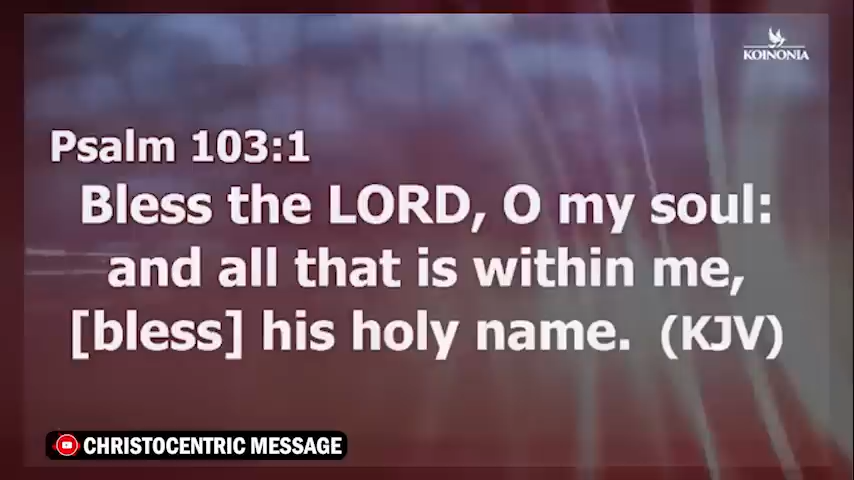 KOINONIA
Psalm 103:1
Bless the LORD, O my soul:
and all that is within me,
[bless] his holy name. (KJV)
CHRISTOCENTRIC MESSAGE